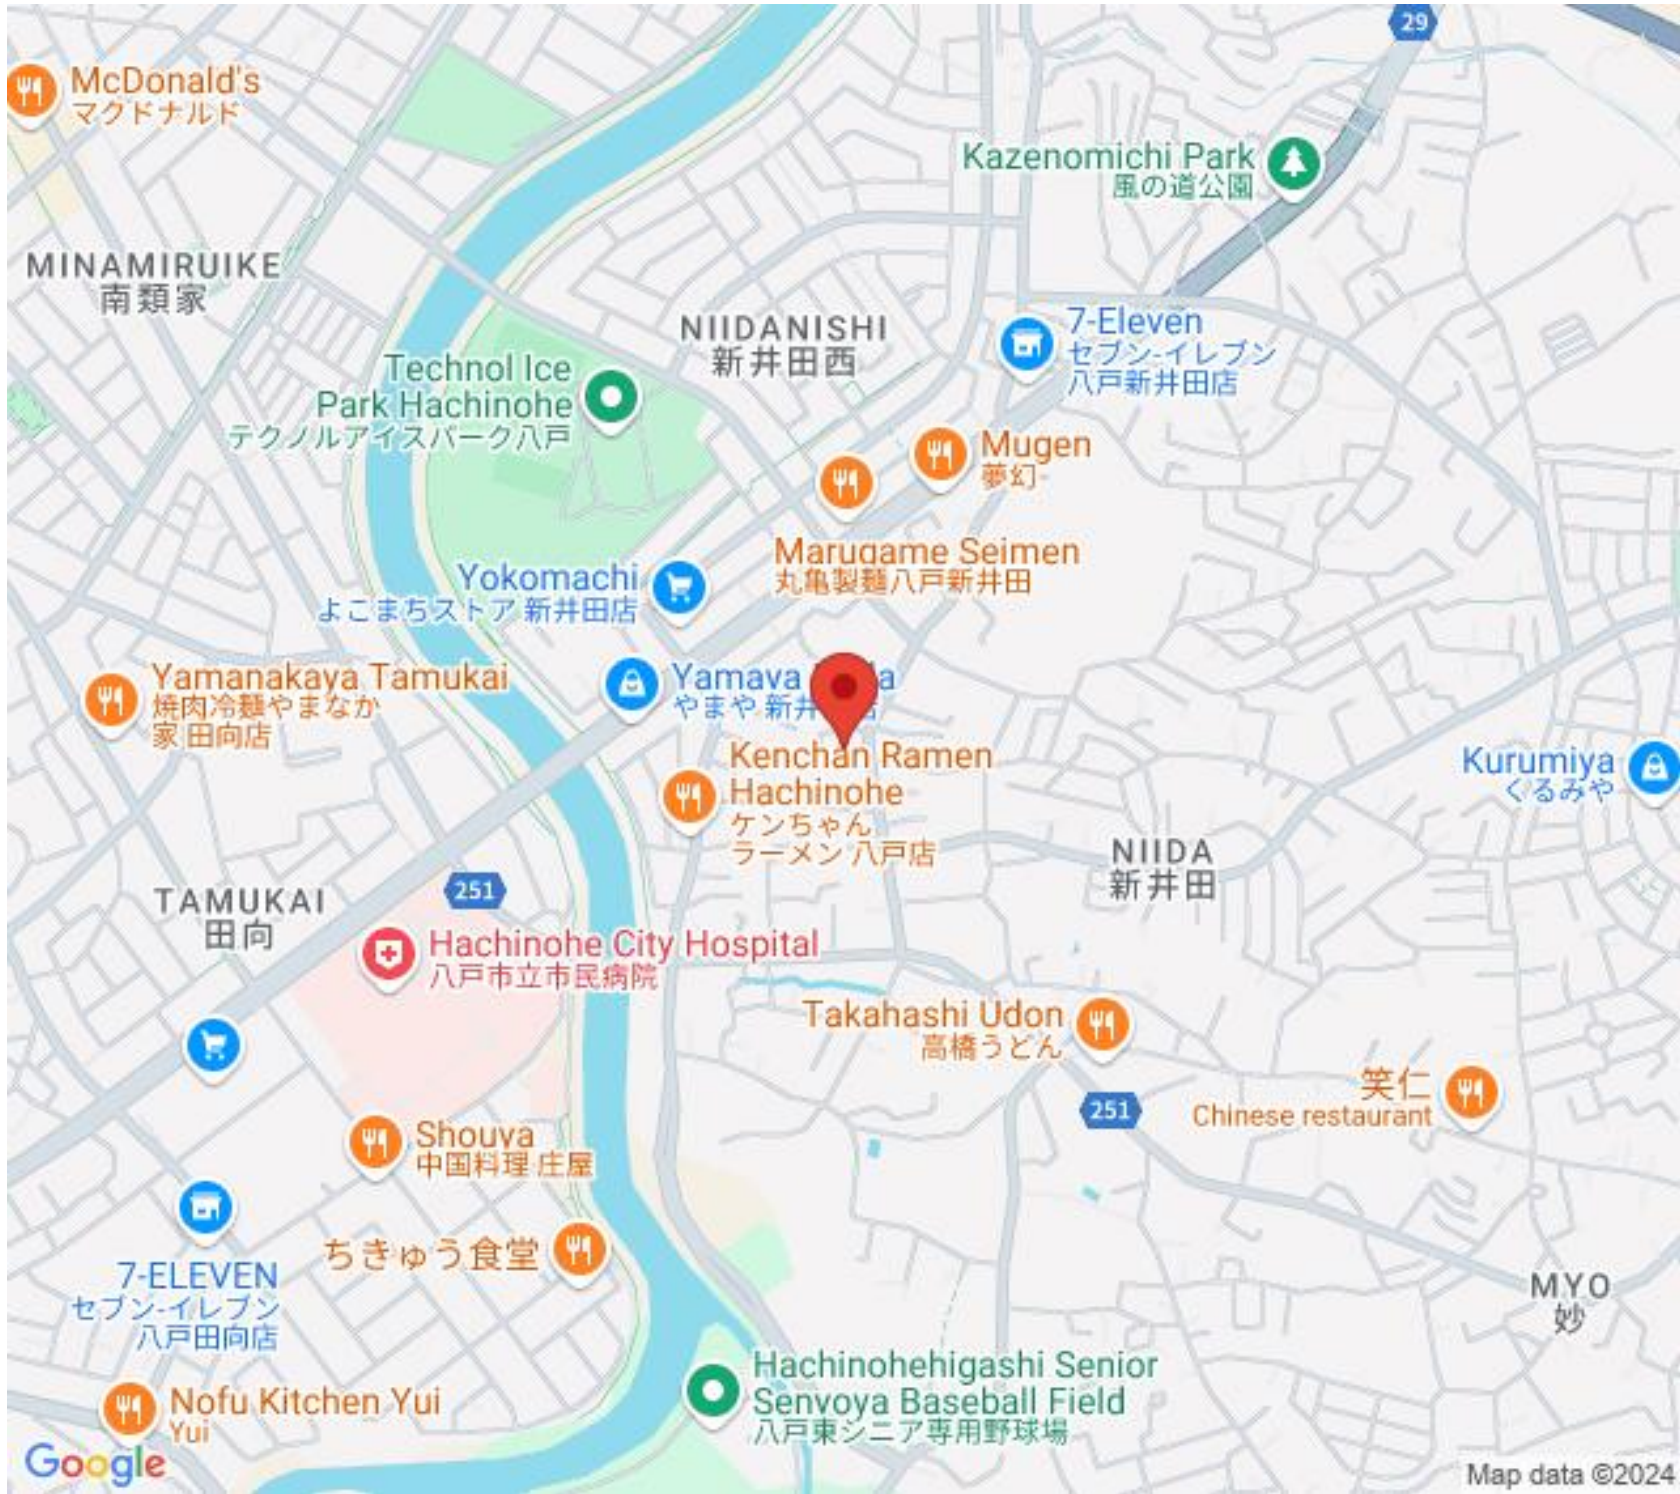 29
McDonald's
マクドナルド
Kazenomichi Park
風の道公園
MINAMIRUIKE
南類家
NIIDANISHI
新井田西
7-Eleven
セブン-イレブン
八戸新井田店
Technol Ice
Park Hachinohe
テクノルアイスパーク八戸
Mugen
夢幻-
Marugame Seimen
丸亀製麺八戸新井田
Yokomachi
よこまちストア 新井田店
Yamanakaya Tamukai
焼肉冷麺やまなか
家 田向店
Yamaya
やまや 新井
店
Kenchan Ramen
Hachinohe
ケンちゃん
ラーメン 八戸店
Kurumiya
くるみや
NIIDA
新井田
251
TAMUKAI
田向
Hachinohe City Hospital
八戸市立市民病院
Takahashi Udon
高橋うどん
笑仁
Chinese restaurant
251
Shouya
中国料理 庄屋
ちきゅう食堂
7-ELEVEN
セブン-イレブン
八戸田向店
MYO
妙
Hachinohehigashi Senior
Senyoya Baseball Field
八戸東シニア専用野球場
Nofu Kitchen Yui
Yui
Google
Map data ©2024